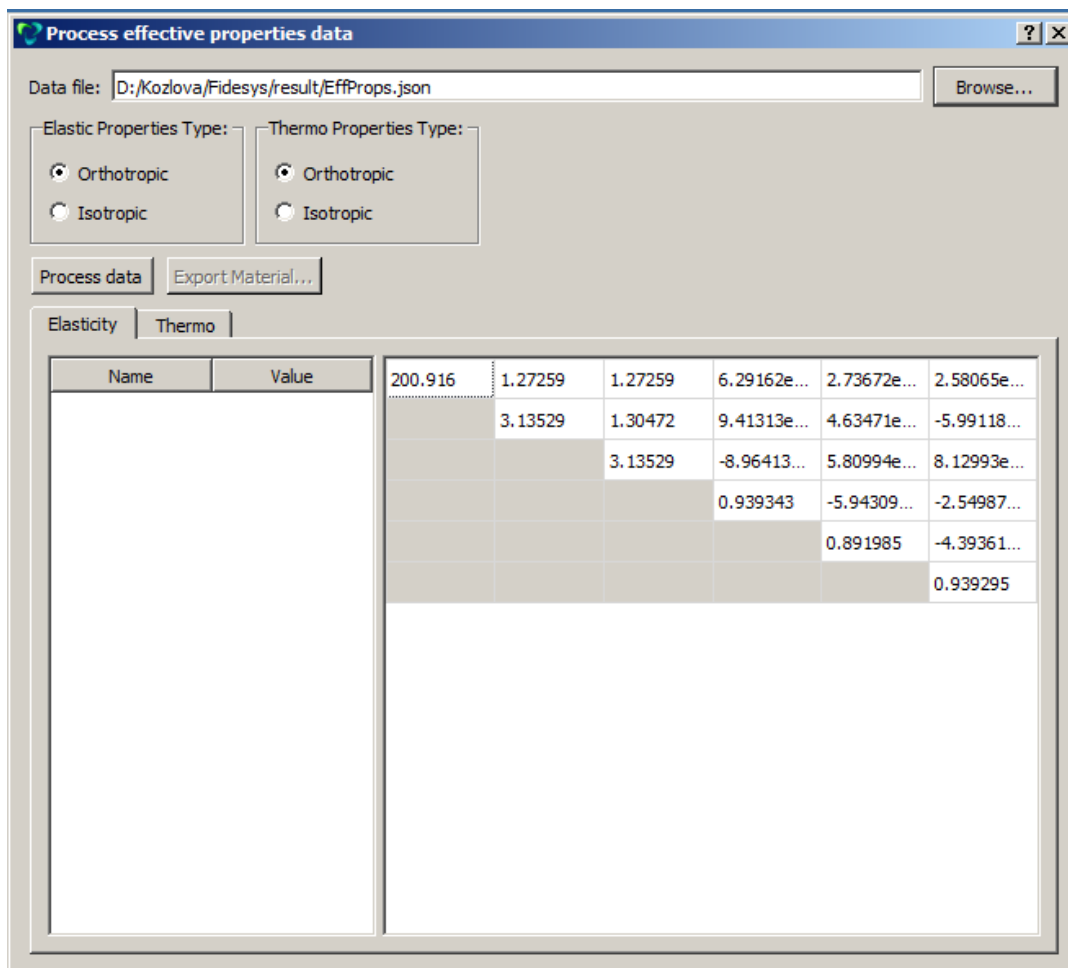 Process effective properties data
Data file: D:/Kozlova/Fidesys/result/EffProps.json Browse...
Elastic Properties Type: Thermo Properties Type:
Orthotropic Orthotropic
Isotropic Isotropic
Process data Export Material...
Elasticity Thermo
Name Value
200.916 1.27259 1.27259 6.29162e... 2.73672e... 2.58065e...
3.13529 1.30472 9.41313e... 4.63471e... -5.99118...
3.13529 -8.96413... 5.80994e... 8.12993e...
0.939343 -5.94309... -2.54987...
0.891985 -4.39361...
0.939295